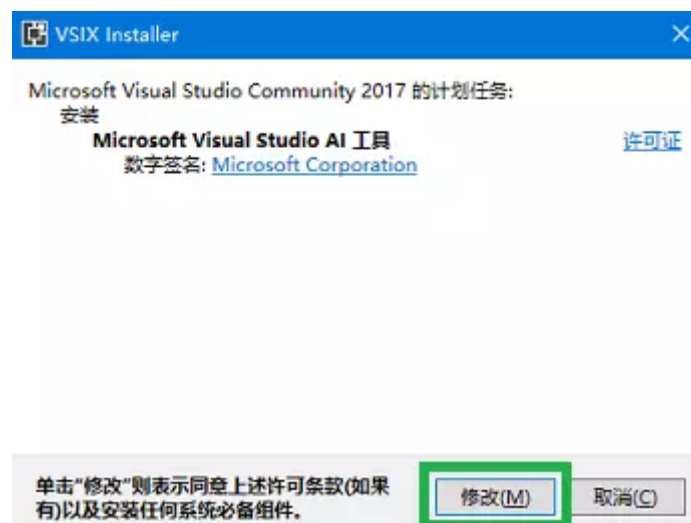 VSIX Installer
Microsoft Visual Studio Community 2017 的计划任务:
安装
Microsoft Visual Studio AI 工具 许可证
数字签名: Microsoft Corporation
单击"修改"则表示同意上述许可条款(如果
有)以及安装任何系统必备组件。
修改(M) 取消(C)